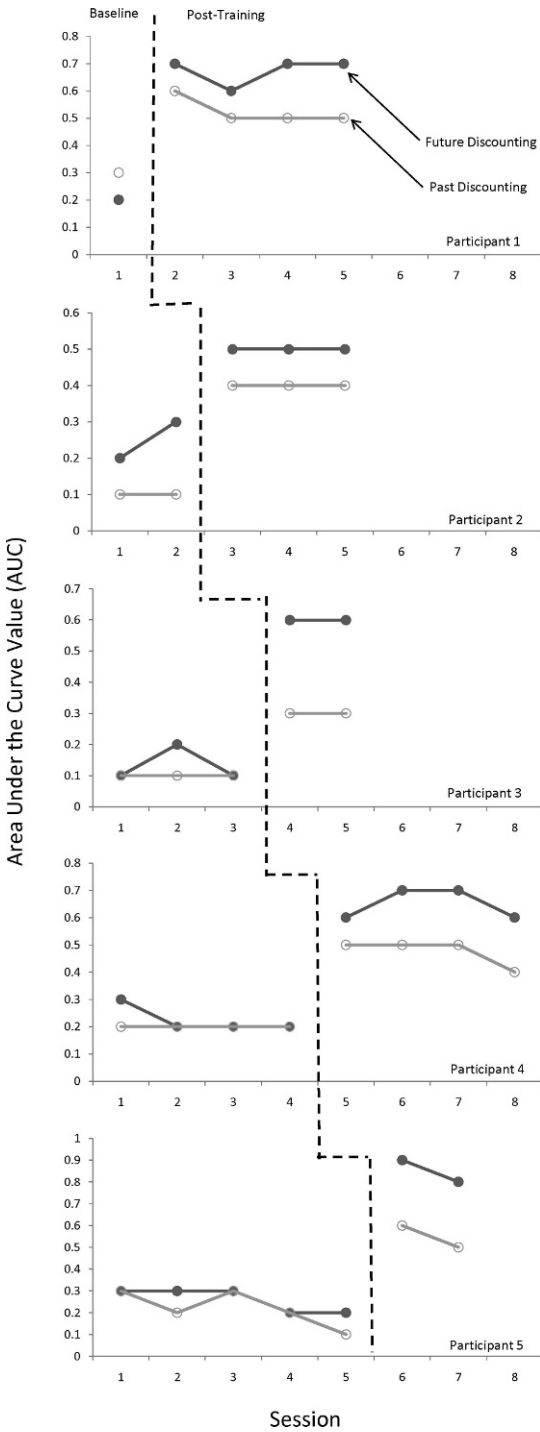 Baseline Post-Training
0.8
0.7
0.6
0.5
0.4
0.3
0.2
0.1
0
Future Discounting
Past Discounting
Participant 1
1 2 3 4 5 6 7 8
0.6
0.5
0.4
0.3
0.2
0.1
0
Participant 2
1 2 3 4 5 6 7 8
0.7
0.6
0.5
0.4
0.3
0.2
0.1
0
Participant 3
1 2 3 4 5 6 7 8
0.8
0.7
0.6
0.5
0.4
0.3
0.2
0.1
0
Participant 4
1 2 3 4 5 6 7 8
1
0.9
0.8
0.7
0.6
0.5
0.4
0.3
0.2
0.1
0
Participant 5
1 2 3 4 5 6 7 8
Area Under the Curve Value (AUC)
Session